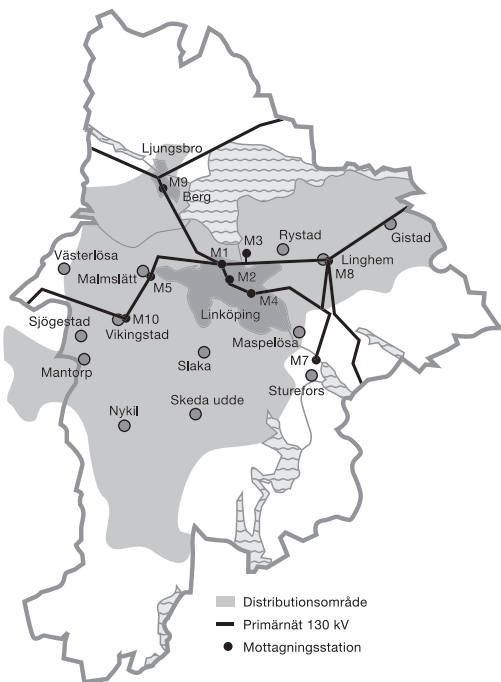 Ljungsbro
M9
Berg
Rystad
Gistad
M3
M1
Västerlösa
Linghem
Malmslätt
M8
M2
M5
M4
Linköping
M10
Sjögestad
Vikingstad
Maspelösa
Mantorp
Slaka
M7
Sturefors
Nykil
Skeda udde
Distributionsområde
Primärnät 130 kV
Mottagningsstation